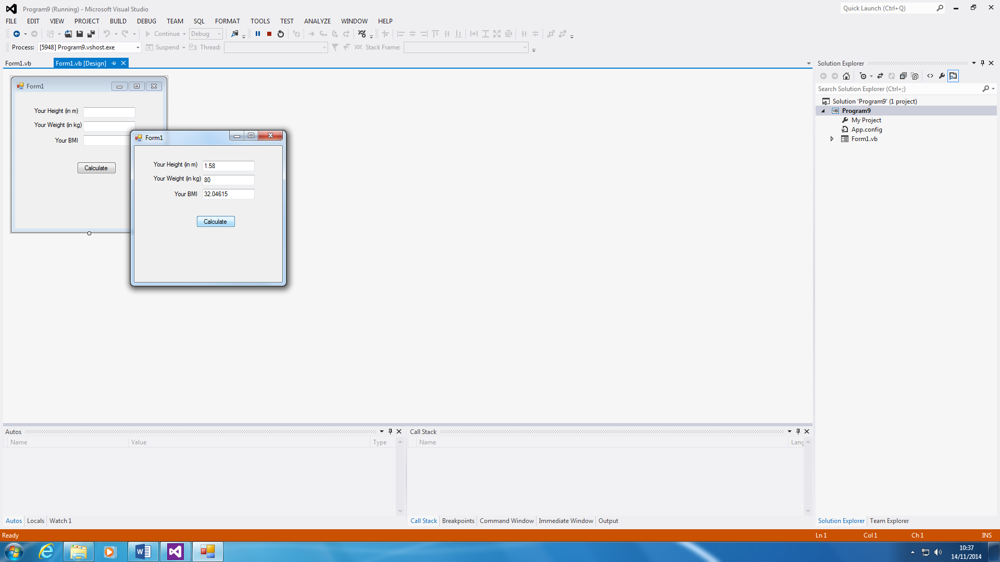 Program9 (Running) - Microsoft Visual Studio
Quick Launch (Ctrl+Q)
FILE EDIT VIEW PROJECT BUILD DEBUG TEAM SQL FORMAT TOOLS TEST ANALYZE WINDOW HELP
Continue Debug
Process: [5948] Program9.vshost.exe Suspend Thread: Stack Frame:
Form1.vb Form1.vb [Design]
Form1
Your Height (in m)
Your Weight (in kg)
Your BMI
Calculate
Form1
Your Height (in m) 1.58
Your Weight (in kg) 80
Your BMI 32.04615
Calculate
Solution Explorer
Search Solution Explorer (Ctrl+;)
Solution 'Program9' (1 project)
VB Program9
My Project
App.config
Form1.vb
Autos
Name Value Type
Call Stack
Name Lang
Autos Locals Watch 1
Call Stack Breakpoints Command Window Immediate Window Output
Solution Explorer Team Explorer
Ready Ln 1 Col 1 Ch 1 INS
10:37
14/11/2014